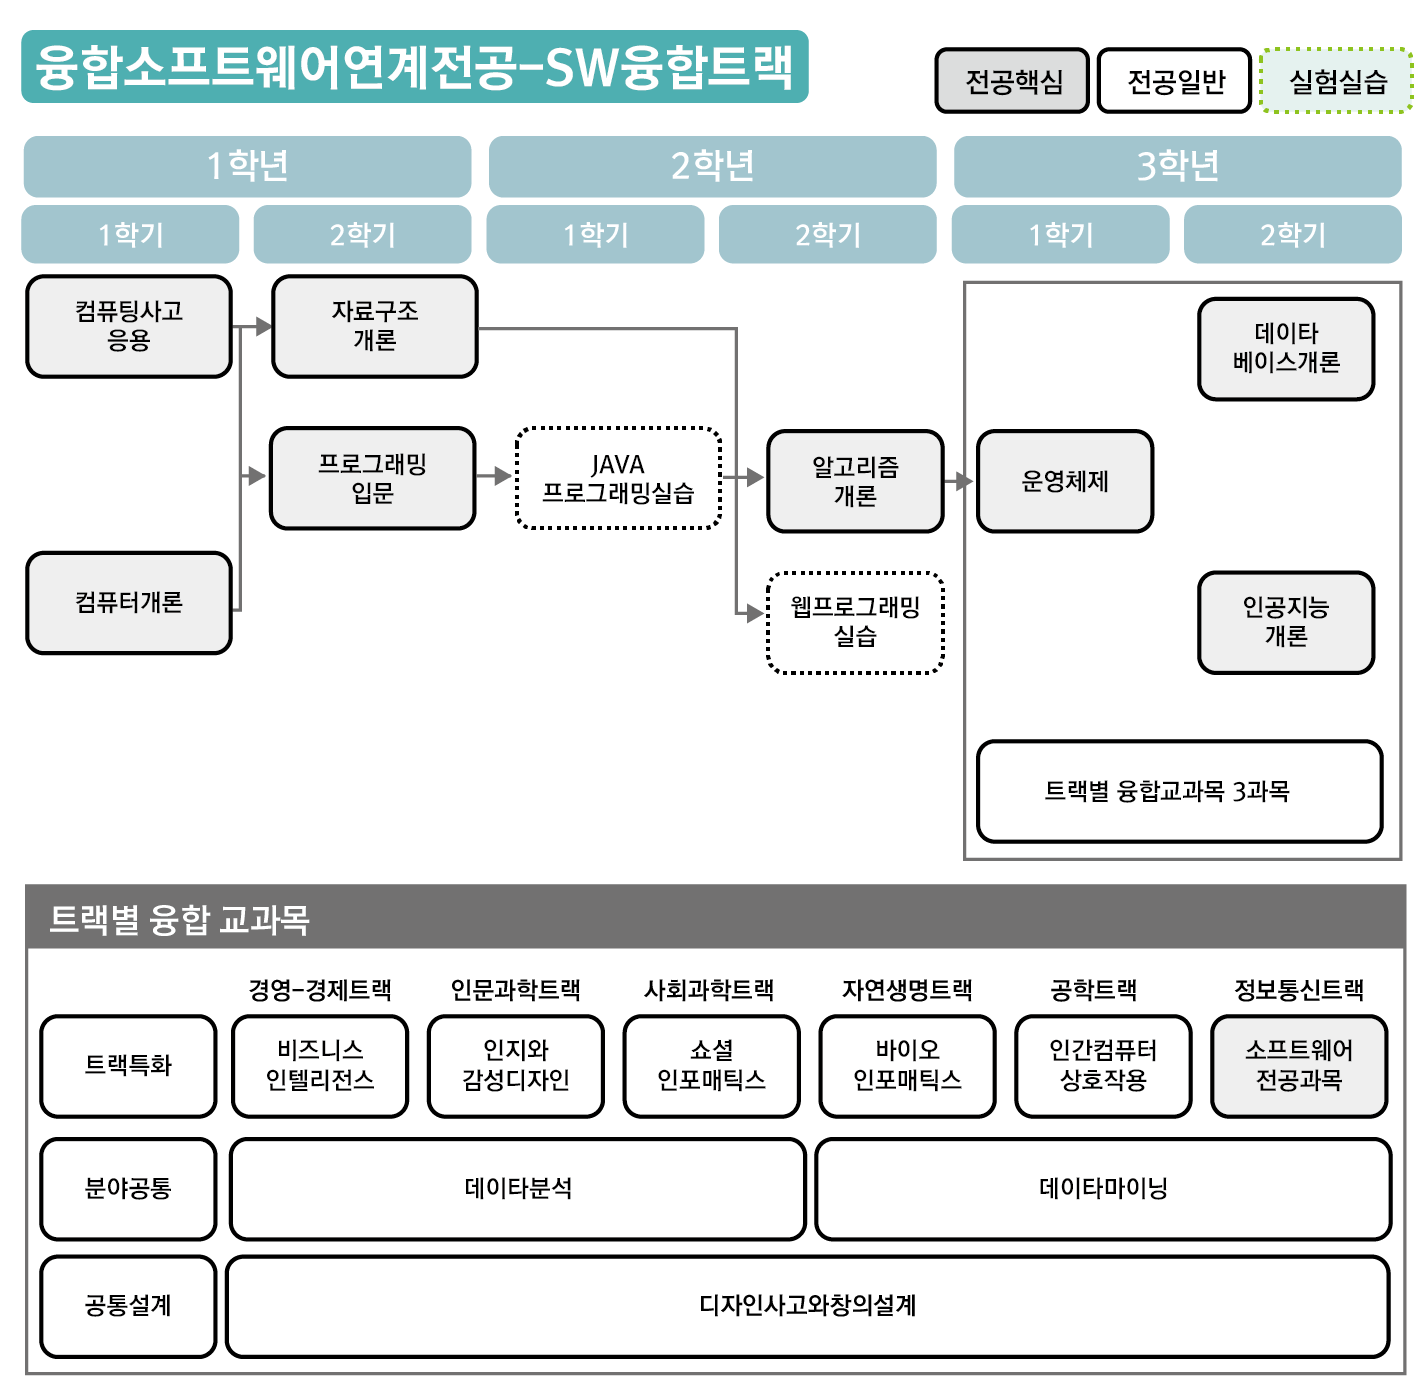 융합소프트웨어연계전공-SW융합트랙
전공핵심 전공일반 실험실습
1학년 2학년 3학년
1학기 2학기 1학기 2학기 1학기 2학기
컴퓨팅사고
응용
자료구조
개론
데이타
베이스개론
프로그래밍
입문
JAVA
프로그래밍실습
알고리즘
개론
운영체제
컴퓨터개론
웹프로그래밍
실습
인공지능
개론
트랙별 융합교과목 3과목
트랙별 융합 교과목
경영-경제트랙 인문과학트랙 사회과학트랙 자연생명트랙 공학트랙 정보통신트랙
트랙특화
비즈니스
인텔리전스
인지와
감성디자인
쇼셜
인포매틱스
바이오
인포매틱스
인간컴퓨터
상호작용
소프트웨어
전공과목
분야공통 데이타분석 데이타마이닝
공통설계 디자인사고와창의설계